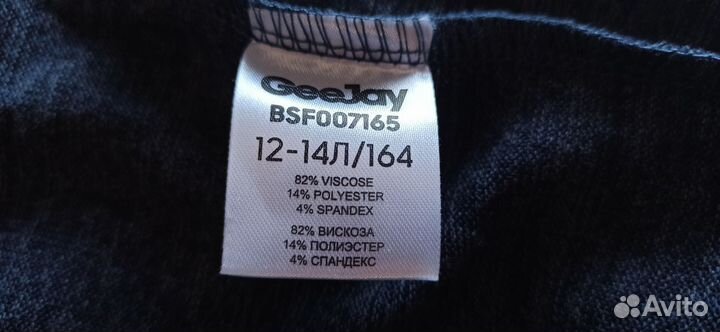 GeeJay
BSF007165
12-14Л/164
82% VISCOSE
14% POLYESTER
4% SPANDEX
82% ВИСКОЗА
14% ПОЛИЭСТЕР
4% СПАНДЕКС
Avito